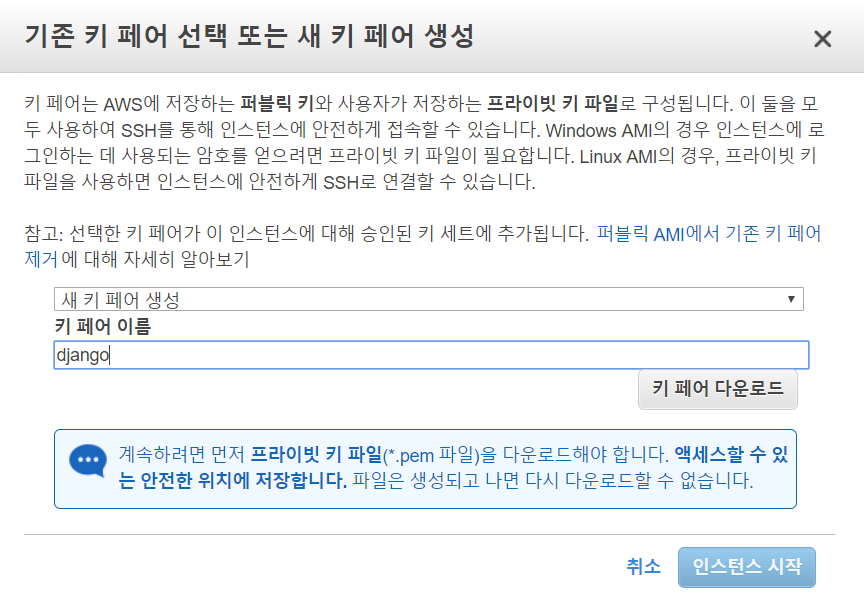 기존 키 페어 선택 또는 새 키 페어 생성
키 페어는 AWS에 저장하는 퍼블릭 키와 사용자가 저장하는 프라이빗 키 파일로 구성됩니다. 이 둘을 모
두 사용하여 SSH를 통해 인스턴스에 안전하게 접속할 수 있습니다. Windows AMI의 경우 인스턴스에 로
그인하는 데 사용되는 암호를 얻으려면 프라이빗 키 파일이 필요합니다. Linux AMI의 경우, 프라이빗 키
파일을 사용하면 인스턴스에 안전하게 SSH로 연결할 수 있습니다.
참고: 선택한 키 페어가 이 인스턴스에 대해 승인된 키 세트에 추가됩니다. 퍼블릭 AMI에서 기존 키 페어
제거에 대해 자세히 알아보기
새 키 페어 생성
키 페어 이름
django
키 페어 다운로드
계속하려면 먼저 프라이빗 키 파일(*.pem 파일)을 다운로드해야 합니다. 액세스할 수 있
는 안전한 위치에 저장합니다. 파일은 생성되고 나면 다시 다운로드할 수 없습니다.
취소
인스턴스 시작